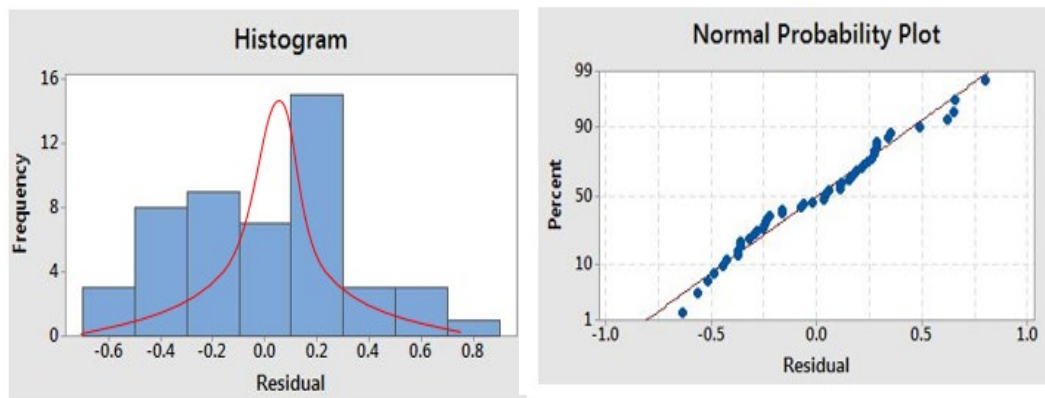 Histogram
16
12
8
4
0
Frequency
-0.6 -0.4 -0.2 0.0 0.2 0.4 0.6 0.8
Residual
Normal Probability Plot
99
90
50
10
1
Percent
-1.0 -0.5 0.0 0.5 1.0
Residual